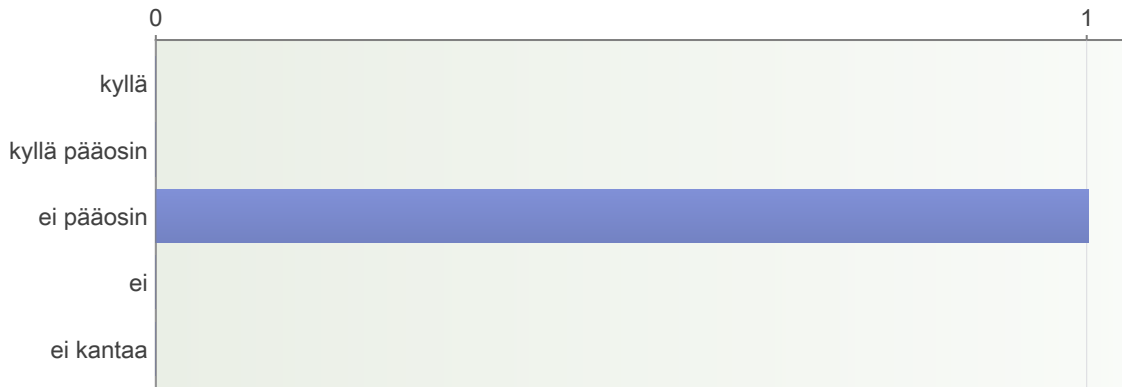 0 1
kyllä
kyllä pääosin
ei pääosin
ei
ei kantaa